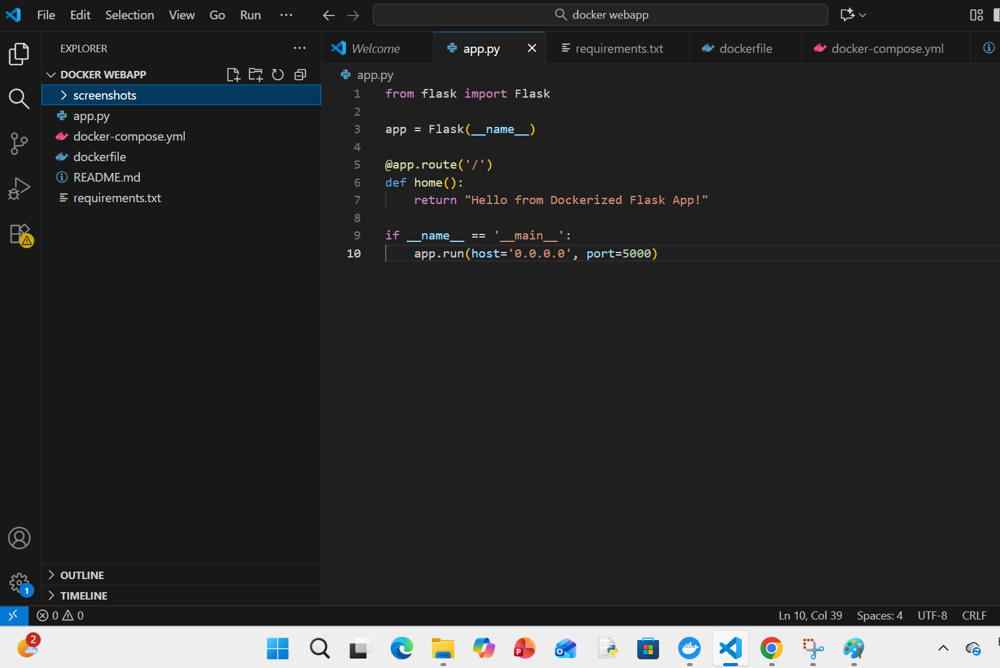 File Edit Selection View Go Run ···
docker webapp
EXPLORER
DOCKER WEBAPP
screenshots
app.py
docker-compose.yml
dockerfile
README.md
requirements.txt
OUTLINE
TIMELINE
Welcome app.py requirements.txt dockerfile docker-compose.yml
app.py
1 from flask import Flask
2
3 app = Flask(__name__)
4
5 @app.route('/')
6 def home():
7 return "Hello from Dockerized Flask App!"
8
9 if __name__ == '__main__':
10 app.run(host='0.0.0.0', port=5000)
1
0 0 Ln 10, Col 39 Spaces: 4 UTF-8 CRLF
2